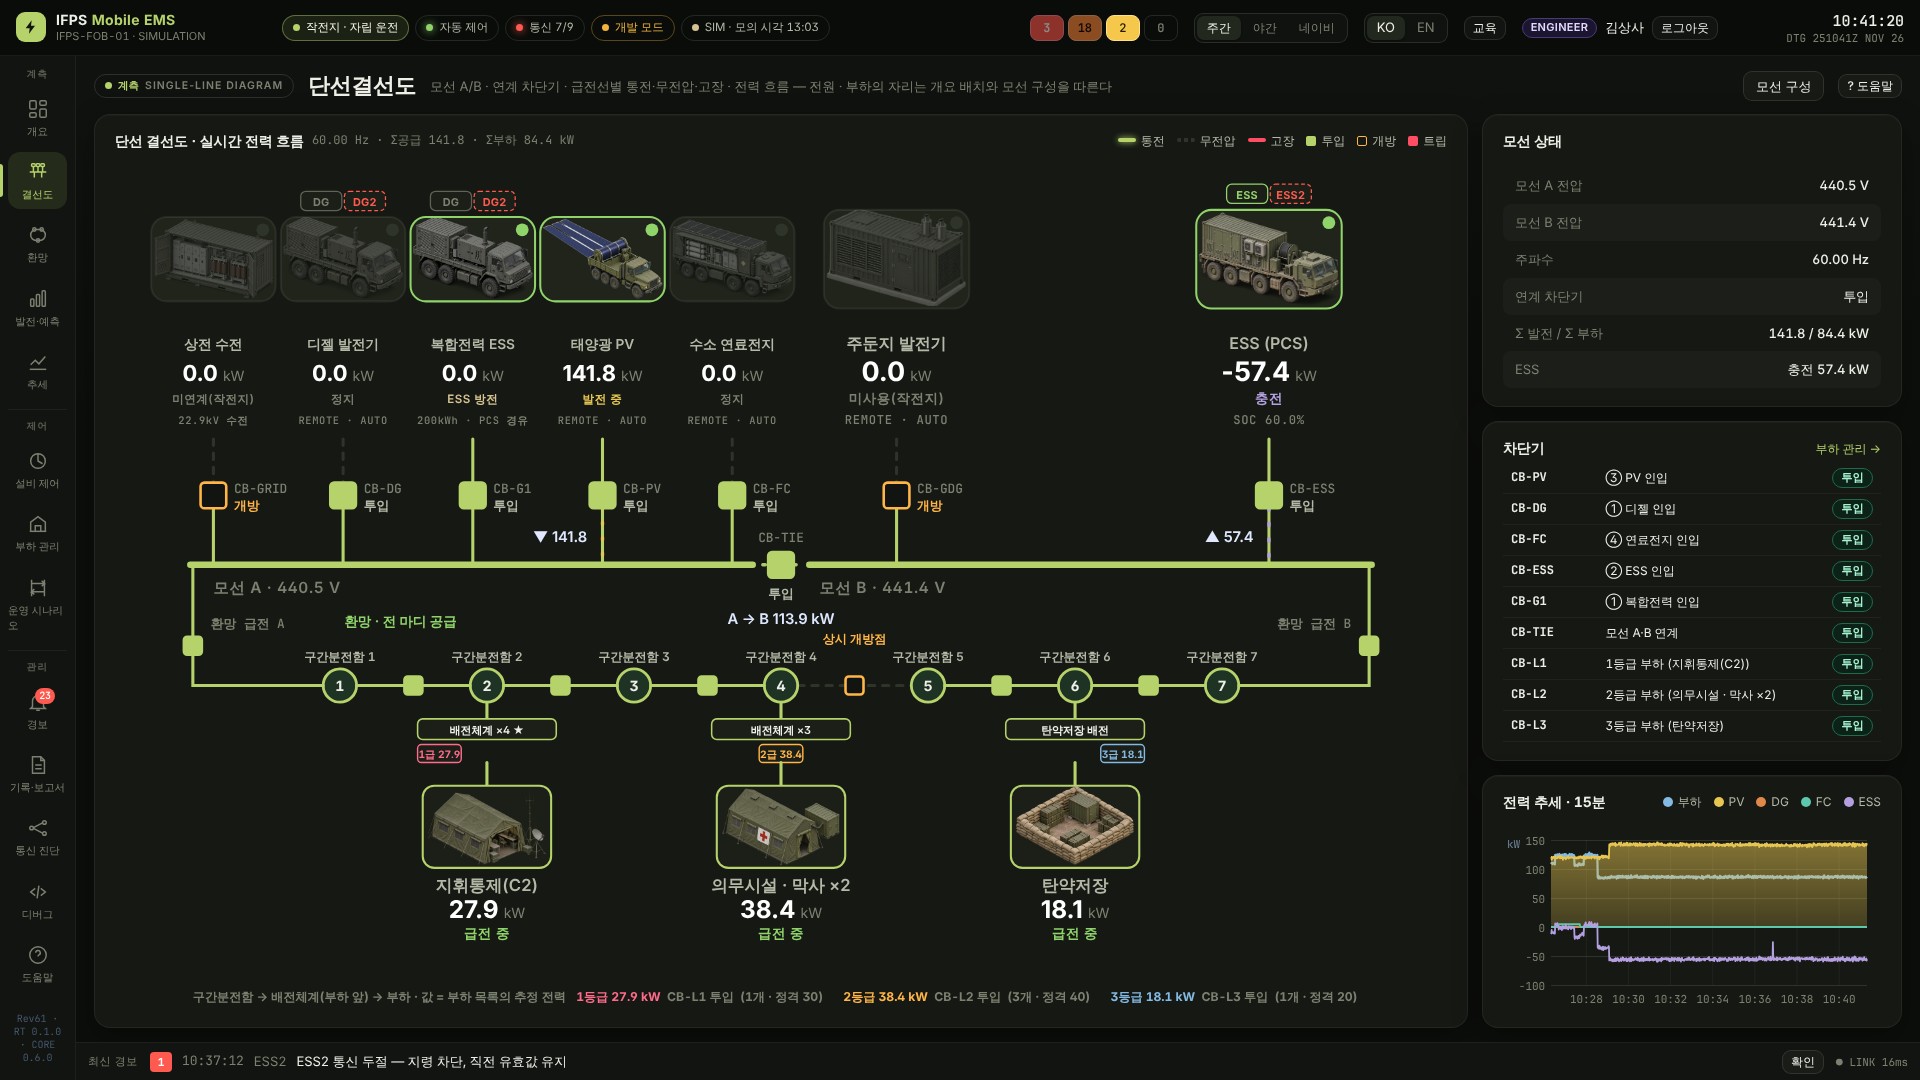 IFPS Mobile EMS
IFPS-FOB-01 · SIMULATION
작전지 · 자립 운전
자동 제어
통신 7/9
개발 모드
SIM · 모의 시각 13:03
3 18 2 0
주간 야간 네이비
KO EN
교육
ENGINEER 김상사 로그아웃
10:41:20
DTG 251041Z NOV 26
계측
개요
결선도
환망
발전·예측
추세
제어
설비 제어
부하 관리
운영 시나리오
관리
23
경보
기록·보고서
통신 진단
디버그
도움말
Rev61 · RT 0.1.0 · CORE 0.6.0
계측 SINGLE-LINE DIAGRAM
단선결선도
모선 A/B · 연계 차단기 · 급전선별 통전·무전압·고장 · 전력 흐름 — 전원 · 부하의 자리는 개요 배치와 모선 구성을 따른다
모선 구성
? 도움말
단선 결선도 · 실시간 전력 흐름 60.00 Hz · Σ공급 141.8 · Σ부하 84.4 kW
통전 무전압 고장 투입 개방 트립
DG DG2
DG DG2
ESS ESS2
상전 수전
0.0 kW
미연계(작전지)
22.9kV 수전
디젤 발전기
0.0 kW
정지
REMOTE · AUTO
복합전력 ESS
0.0 kW
ESS 방전
200kWh · PCS 경유
태양광 PV
141.8 kW
발전 중
REMOTE · AUTO
수소 연료전지
0.0 kW
정지
REMOTE · AUTO
주둔지 발전기
0.0 kW
미사용(작전지)
REMOTE · AUTO
ESS (PCS)
-57.4 kW
충전
SOC 60.0%
CB-GRID
개방
CB-DG
투입
CB-G1
투입
CB-PV
투입
CB-FC
투입
CB-GDG
개방
CB-ESS
투입
▼ 141.8
▲ 57.4
CB-TIE
투입
모선 A · 440.5 V
모선 B · 441.4 V
A → B 113.9 kW
환망 급전 A
환망 · 전 마디 공급
상시 개방점
환망 급전 B
구간분전함 1
구간분전함 2
구간분전함 3
구간분전함 4
구간분전함 5
구간분전함 6
구간분전함 7
1 2 3 4 5 6 7
배전체계 ×4 ★
1급 27.9
배전체계 ×3
2급 38.4
탄약저장 배전
3급 18.1
지휘통제(C2)
27.9 kW
급전 중
의무시설 · 막사 ×2
38.4 kW
급전 중
탄약저장
18.1 kW
급전 중
구간분전함 → 배전체계(부하 앞) → 부하 · 값 = 부하 목록의 추정 전력 1등급 27.9 kW CB-L1 투입 (1개 · 정격 30) 2등급 38.4 kW CB-L2 투입 (3개 · 정격 40) 3등급 18.1 kW CB-L3 투입 (1개 · 정격 20)
모선 상태
모선 A 전압 440.5 V
모선 B 전압 441.4 V
주파수 60.00 Hz
연계 차단기 투입
Σ 발전 / Σ 부하 141.8 / 84.4 kW
ESS 충전 57.4 kW
차단기 부하 관리 →
CB-PV ③ PV 인입 투입
CB-DG ① 디젤 인입 투입
CB-FC ④ 연료전지 인입 투입
CB-ESS ② ESS 인입 투입
CB-G1 ① 복합전력 인입 투입
CB-TIE 모선 A·B 연계 투입
CB-L1 1등급 부하 (지휘통제(C2)) 투입
CB-L2 2등급 부하 (의무시설 · 막사 ×2) 투입
CB-L3 3등급 부하 (탄약저장) 투입
전력 추세 · 15분 부하 PV DG FC ESS
kW 150
100
50
0
-50
-100
10:28 10:30 10:32 10:34 10:36 10:38 10:40
최신 경보 1 10:37:12 ESS2 ESS2 통신 두절 — 지령 차단, 직전 유효값 유지
확인
LINK 16ms